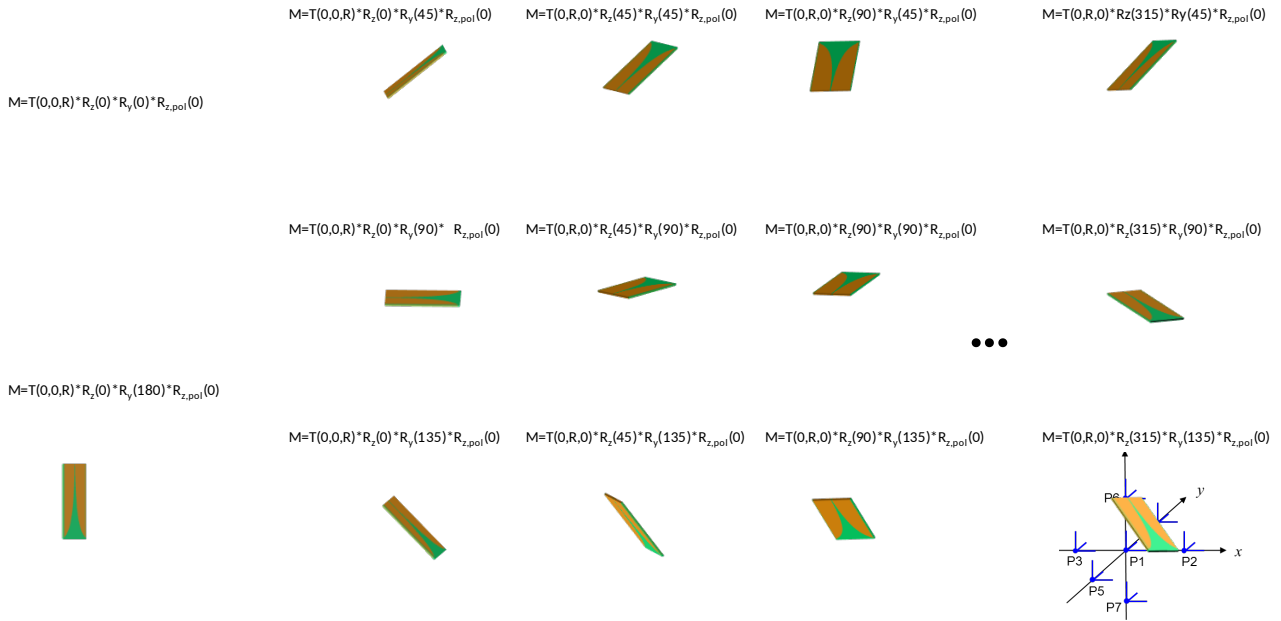 M=T(0,0,R)*Rz(0)*Ry(45)*Rz,pol(0)
M=T(0,R,0)*Rz(45)*Ry(45)*Rz,pol(0)
M=T(0,R,0)*Rz(90)*Ry(45)*Rz,pol(0)
M=T(0,R,0)*Rz(315)*Ry(45)*Rz,pol(0)
M=T(0,0,R)*Rz(0)*Ry(0)*Rz,pol(0)
M=T(0,0,R)*Rz(0)*Ry(90)* Rz,pol(0)
M=T(0,R,0)*Rz(45)*Ry(90)*Rz,pol(0)
M=T(0,R,0)*Rz(90)*Ry(90)*Rz,pol(0)
M=T(0,R,0)*Rz(315)*Ry(90)*Rz,pol(0)
•••
M=T(0,0,R)*Rz(0)*Ry(180)*Rz,pol(0)
M=T(0,0,R)*Rz(0)*Ry(135)*Rz,pol(0)
M=T(0,R,0)*Rz(45)*Ry(135)*Rz,pol(0)
M=T(0,R,0)*Rz(90)*Ry(135)*Rz,pol(0)
M=T(0,R,0)*Rz(315)*Ry(135)*Rz,pol(0)
P6
y
x
P3
P1
P2
P5
P7